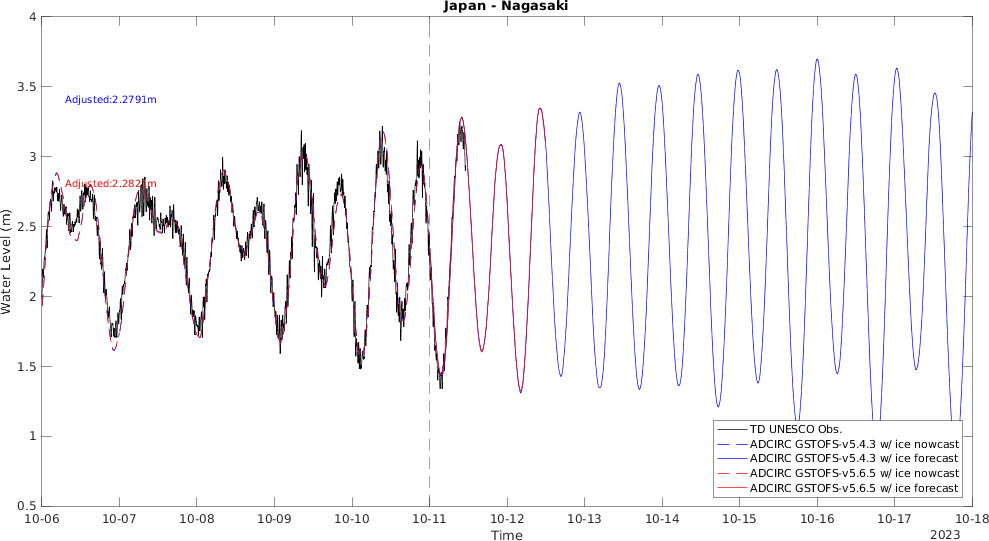 Japan - Nagasaki
4
3.5
3
2.5
2
1.5
1
0.5
Water Level (m)
Adjusted:2.2791m
Adjusted:2.2821m
TD UNESCO Obs.
ADCIRC GSTOFS-v5.4.3 w/ ice nowcast
ADCIRC GSTOFS-v5.4.3 w/ ice forecast
ADCIRC GSTOFS-v5.6.5 w/ ice nowcast
ADCIRC GSTOFS-v5.6.5 w/ ice forecast
10-06 10-07 10-08 10-09 10-10 10-11 10-12 10-13 10-14 10-15 10-16 10-17 10-18
Time
2023